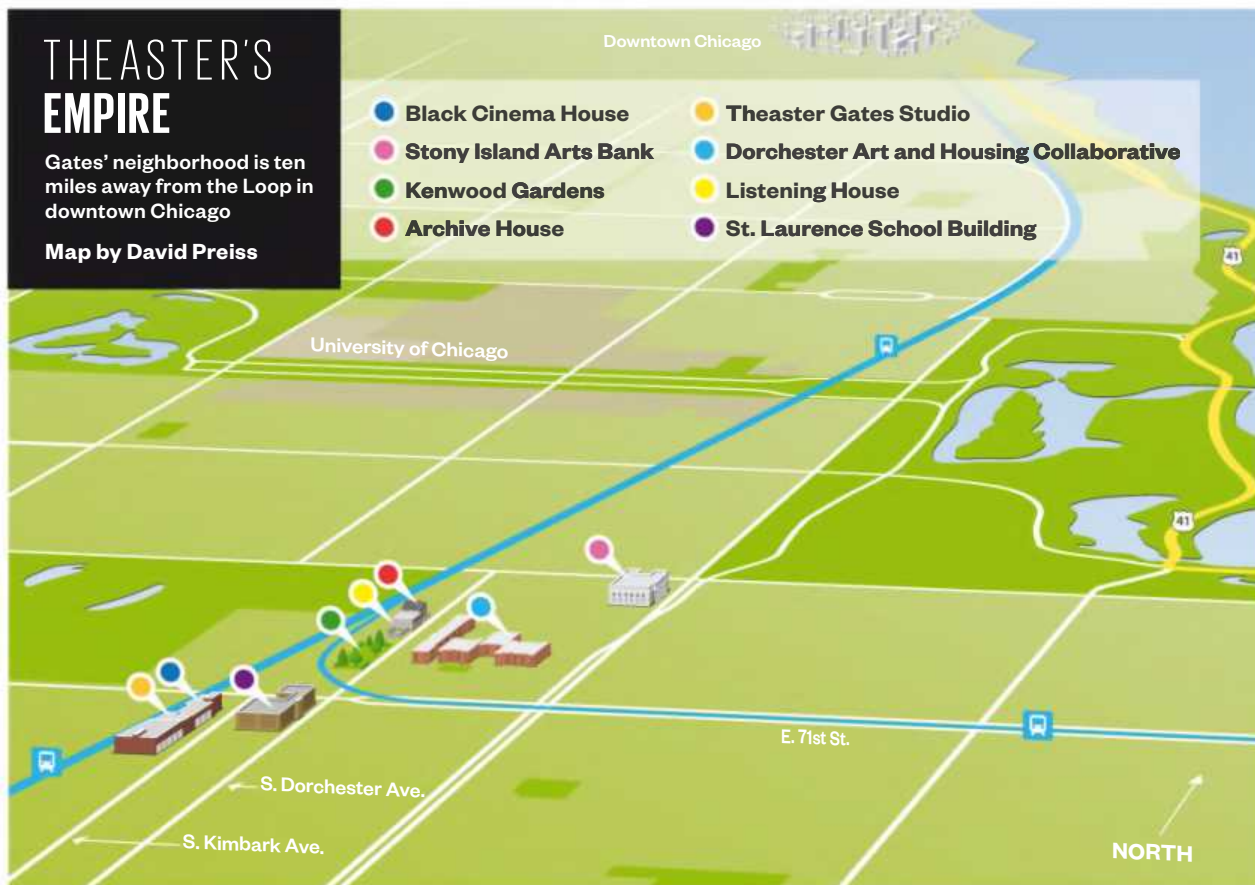 THEASTER'S
EMPIRE
Gates' neighborhood is ten
miles away from the Loop in
downtown Chicago
Map by David Preiss
Downtown Chicago
Black Cinema House
Stony Island Arts Bank
Kenwood Gardens
Archive House
Theaster Gates Studio
Dorchester Art and Housing Collaborative
Listening House
St. Laurence School Building
41
University of Chicago
41
E. 71st St.
S. Dorchester Ave.
S. Kimbark Ave.
NORTH